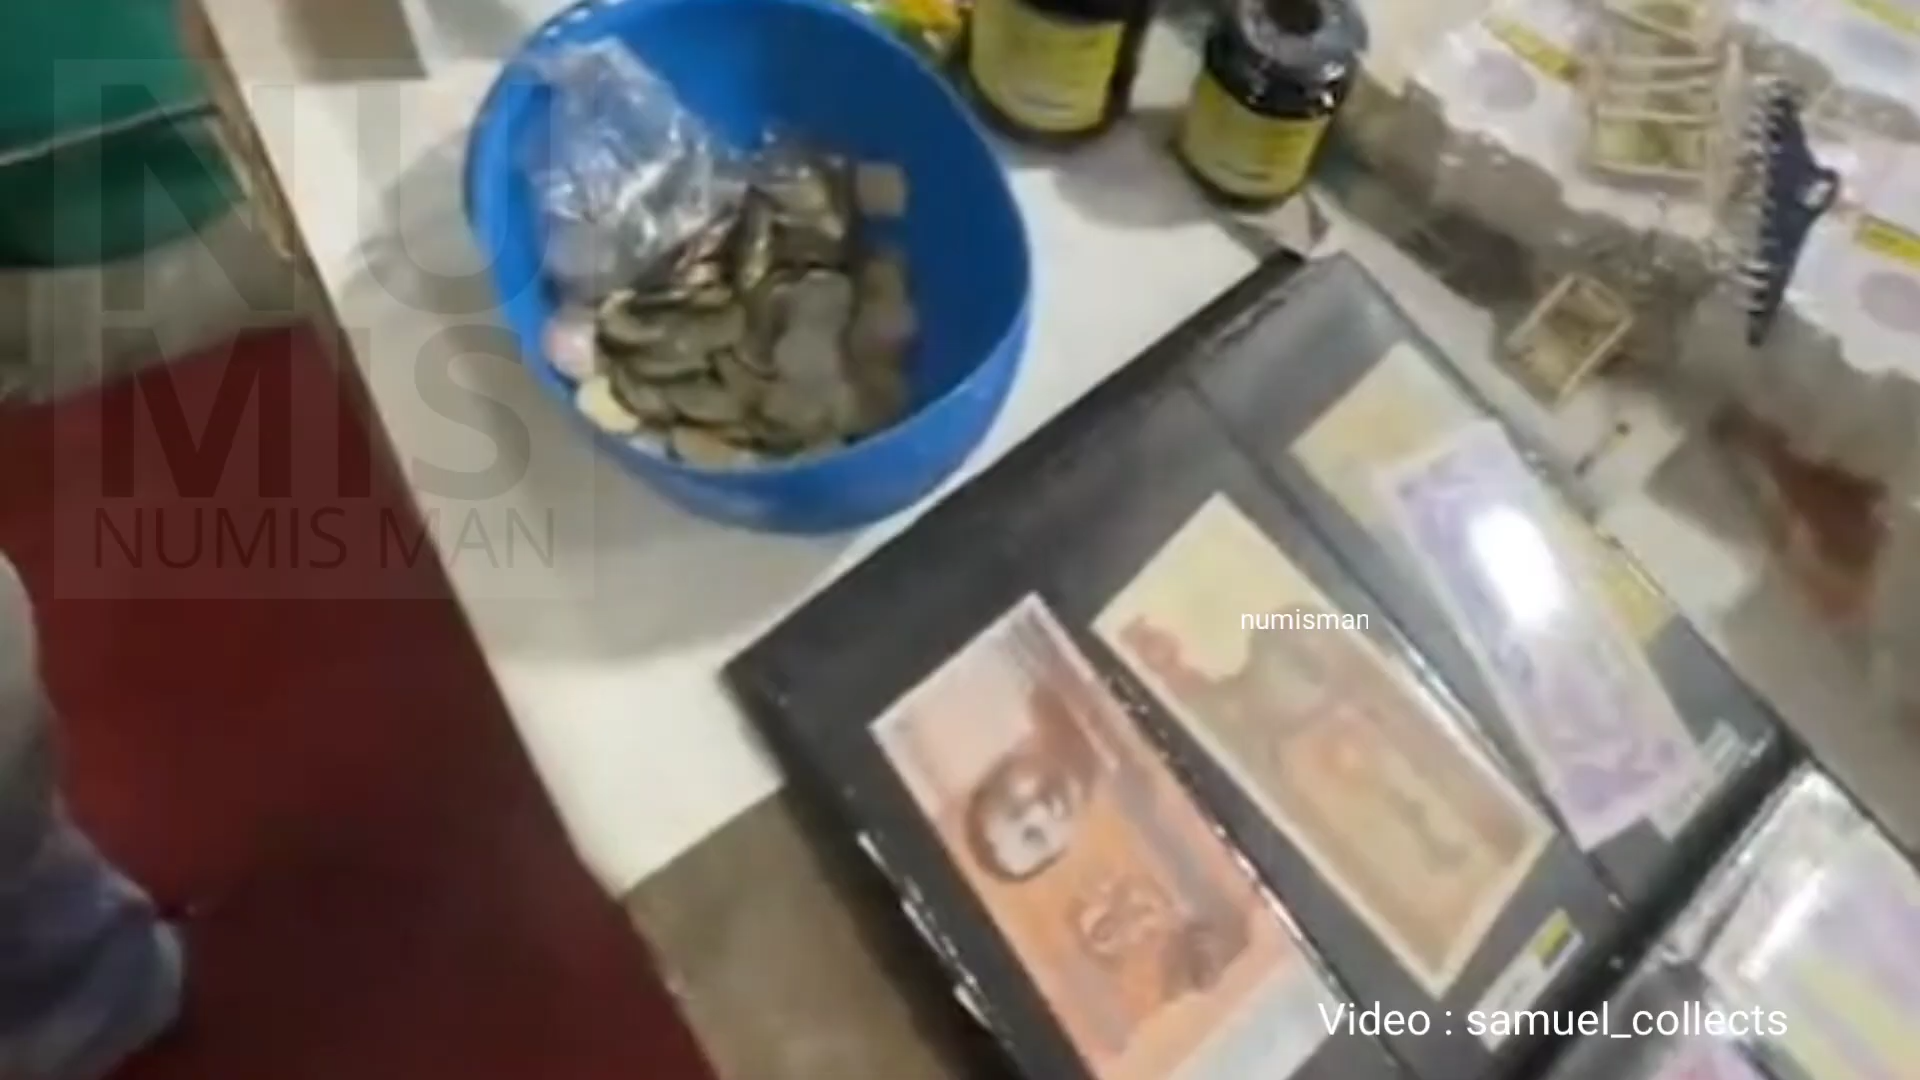 NU
MIS
NUMIS MAN
numisman
Video : samuel_collects